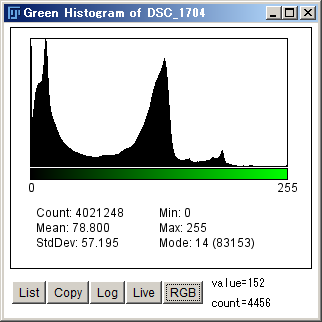 Green Histogram of DSC_1704
0 255
Count: 4021248 Min: 0
Mean: 78.800 Max: 255
StdDev: 57.195 Mode: 14 (83153)
List Copy Log Live RGB value=152
count=4456